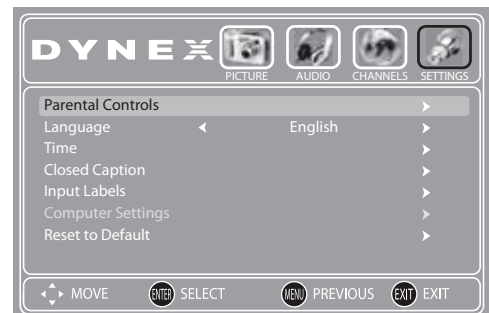 DYNEX
PICTURE AUDIO CHANNELS SETTINGS
Parental Controls
Language English
Time
Closed Caption
Input Labels
Computer Settings
Reset to Default
MOVE ENTER SELECT MENU PREVIOUS EXIT EXIT